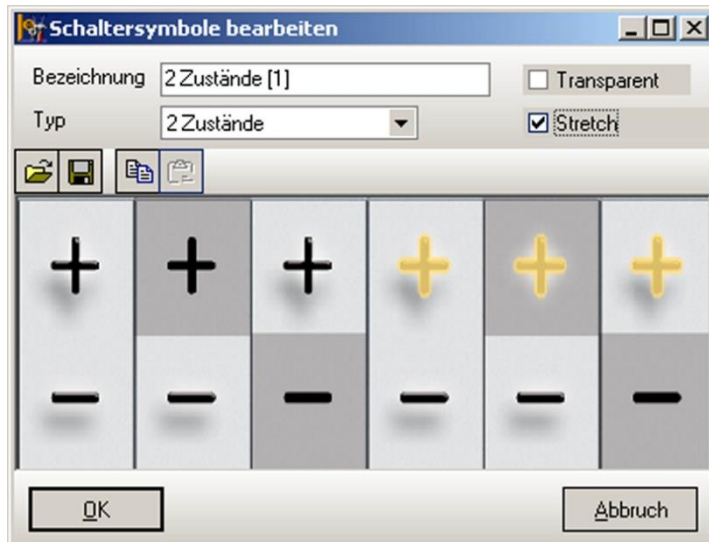 Schaltersymbole bearbeiten
Bezeichnung 2 Zustände [1] Transparent
Typ 2 Zustände Stretch
OK Abbruch